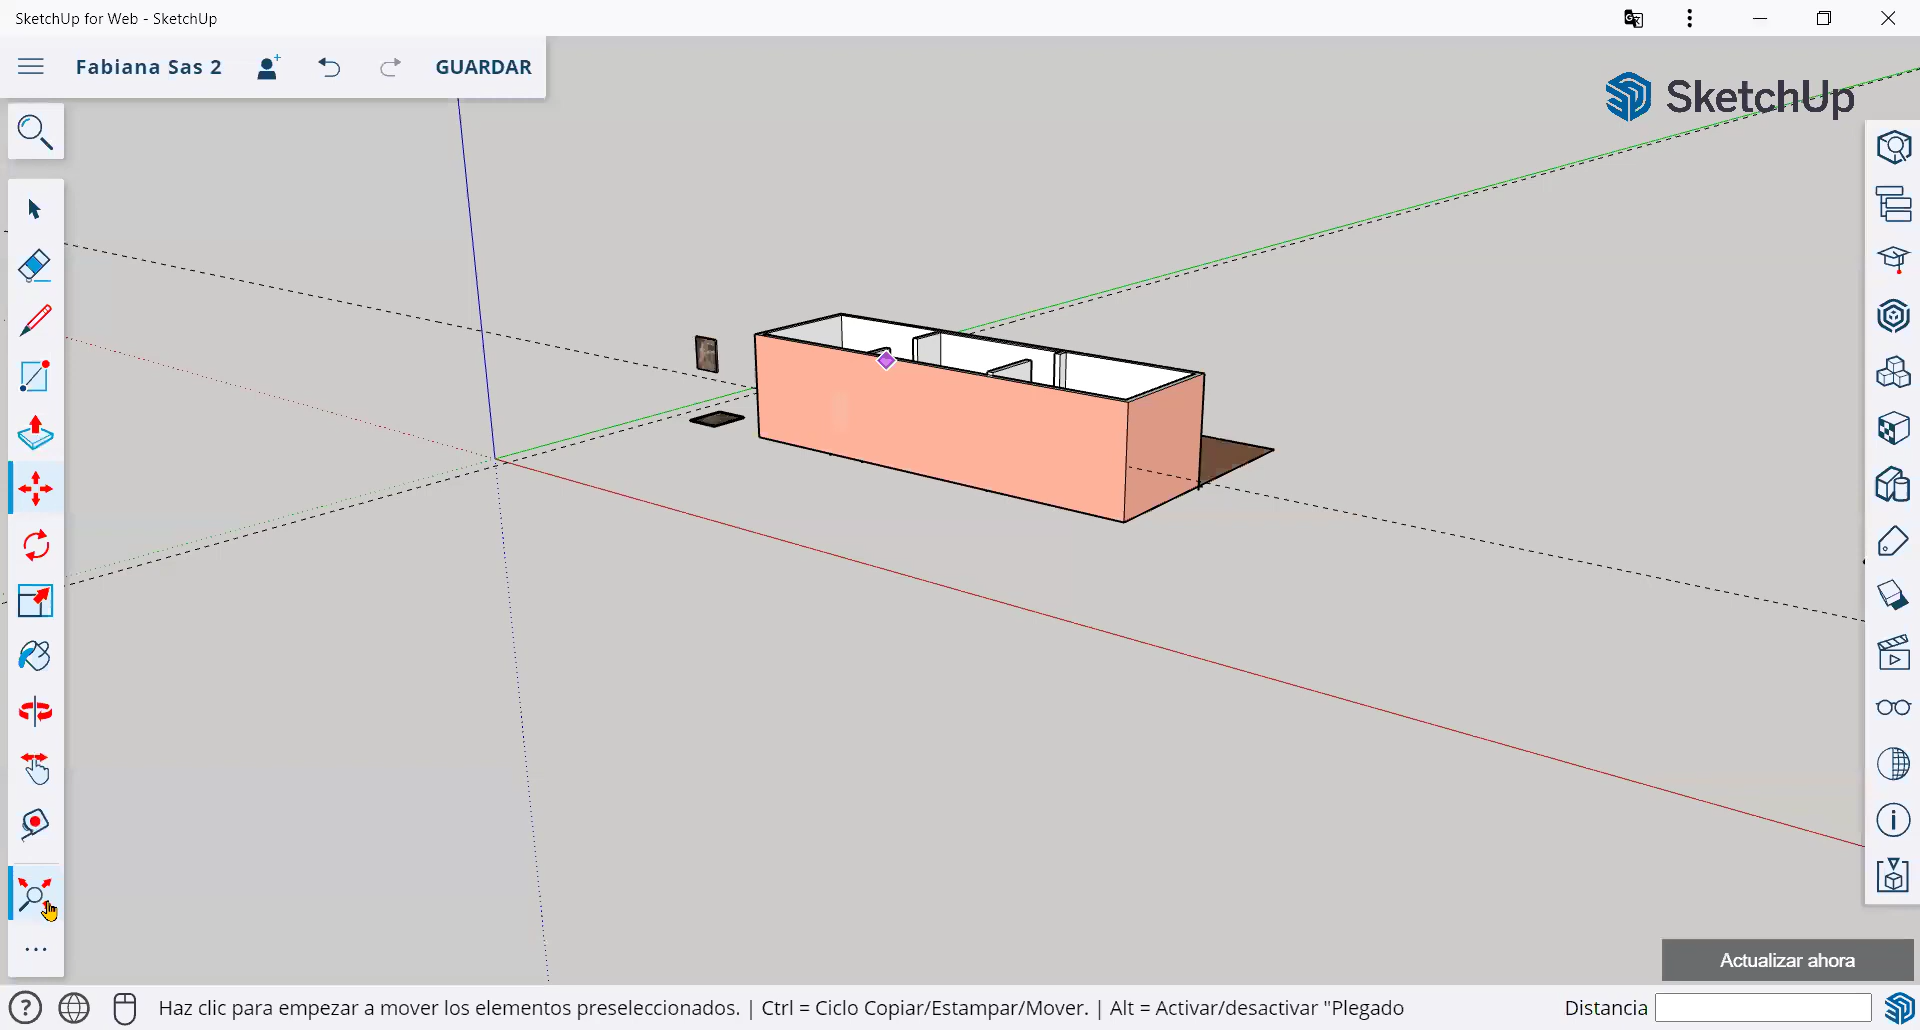 SketchUp for Web - SketchUp
Fabiana Sas 2
GUARDAR
SketchUp
Actualizar ahora
Haz clic para empezar a mover los elementos preseleccionados. | Ctrl = Ciclo Copiar/Estampar/Mover. | Alt = Activar/desactivar "Plegado
Distancia